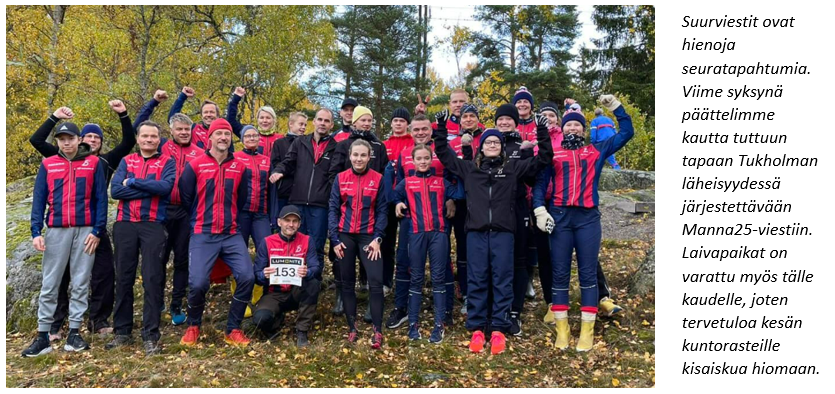 Suurviestit ovat
hienoja
seuratapahtumia.
Viime syksynä
päättelimme
kautta tuttuun
tapaan Tukholman
läheisyydessä
järjestettävään
Manna25-viestiin.
Laivapaikat on
varattu myös tälle
kaudelle, joten
tervetuloa kesän
kuntorasteille
kisaiskua hiomaan.
LUMONITE
153